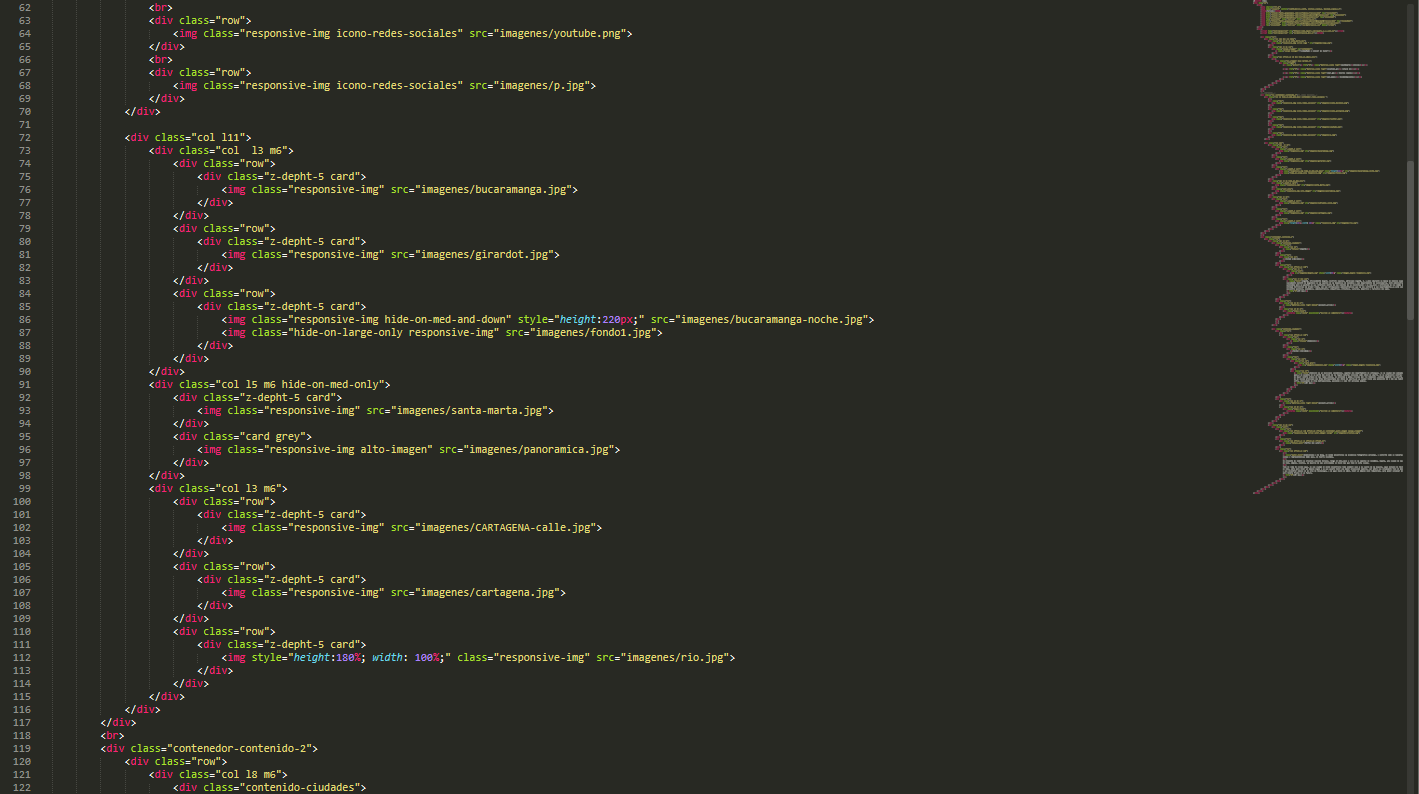 62 <br>
63 <div class="row">
64 <img class="responsive-img icono-redes-sociales" src="imagenes/youtube.png">
65 </div>
66 <br>
67 <div class="row">
68 <img class="responsive-img icono-redes-sociales" src="imagenes/p.jpg">
69 </div>
70 </div>
71
72 <div class="col l11">
73 <div class="col  l3 m6">
74 <div class="row">
75 <div class="z-depht-5 card">
76 <img class="responsive-img" src="imagenes/bucaramanga.jpg">
77 </div>
78 </div>
79 <div class="row">
80 <div class="z-depht-5 card">
81 <img class="responsive-img" src="imagenes/girardot.jpg">
82 </div>
83 </div>
84 <div class="row">
85 <div class="z-depht-5 card">
86 <img class="responsive-img hide-on-med-and-down" style="height:220px;" src="imagenes/bucaramanga-noche.jpg">
87 <img class="hide-on-large-only responsive-img" src="imagenes/fondo1.jpg">
88 </div>
89 </div>
90 </div>
91 <div class="col l5 m6 hide-on-med-only">
92 <div class="z-depht-5 card">
93 <img class="responsive-img" src="imagenes/santa-marta.jpg">
94 </div>
95 <div class="card grey">
96 <img class="responsive-img alto-imagen" src="imagenes/panoramica.jpg">
97 </div>
98 </div>
99 <div class="col l3 m6">
100 <div class="row">
101 <div class="z-depht-5 card">
102 <img class="responsive-img" src="imagenes/CARTAGENA-calle.jpg">
103 </div>
104 </div>
105 <div class="row">
106 <div class="z-depht-5 card">
107 <img class="responsive-img" src="imagenes/cartagena.jpg">
108 </div>
109 </div>
110 <div class="row">
111 <div class="z-depht-5 card">
112 <img style="height:180%; width: 100%;" class="responsive-img" src="imagenes/rio.jpg">
113 </div>
114 </div>
115 </div>
116 </div>
117 </div>
118 <br>
119 <div class="contenedor-contenido-2">
120 <div class="row">
121 <div class="col l8 m6">
122 <div class="contenido-ciudades">